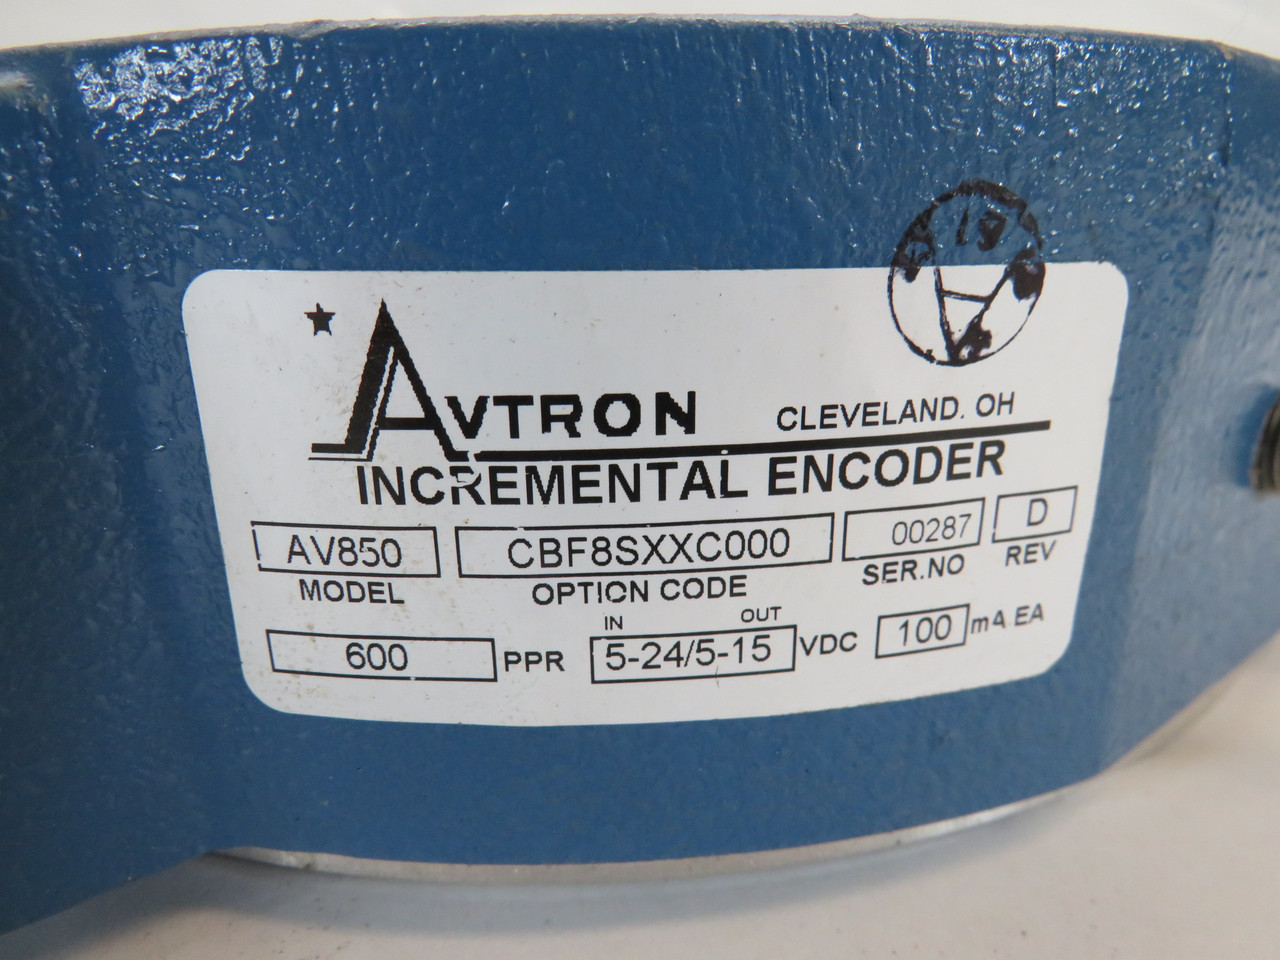 18
AVTRON CLEVELAND. OH
INCREMENTAL ENCODER
AV850 CBF8SXXC000 00287 D
MODEL OPTION CODE SER.NO REV
IN OUT
600 PPR 5-24/5-15 VDC 100 mA EA